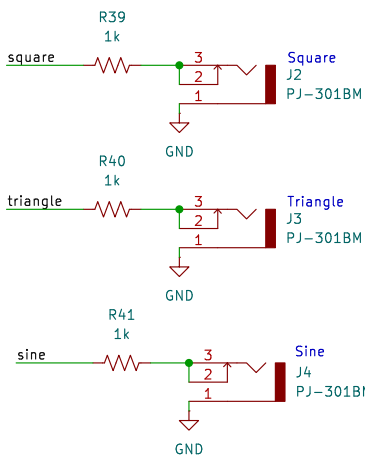 R39
1k
square
3
2
1
Square
J2
PJ-301BM
GND
R40
1k
triangle
3
2
1
Triangle
J3
PJ-301BM
GND
R41
1k
sine
3
2
1
Sine
J4
PJ-301BM
GND